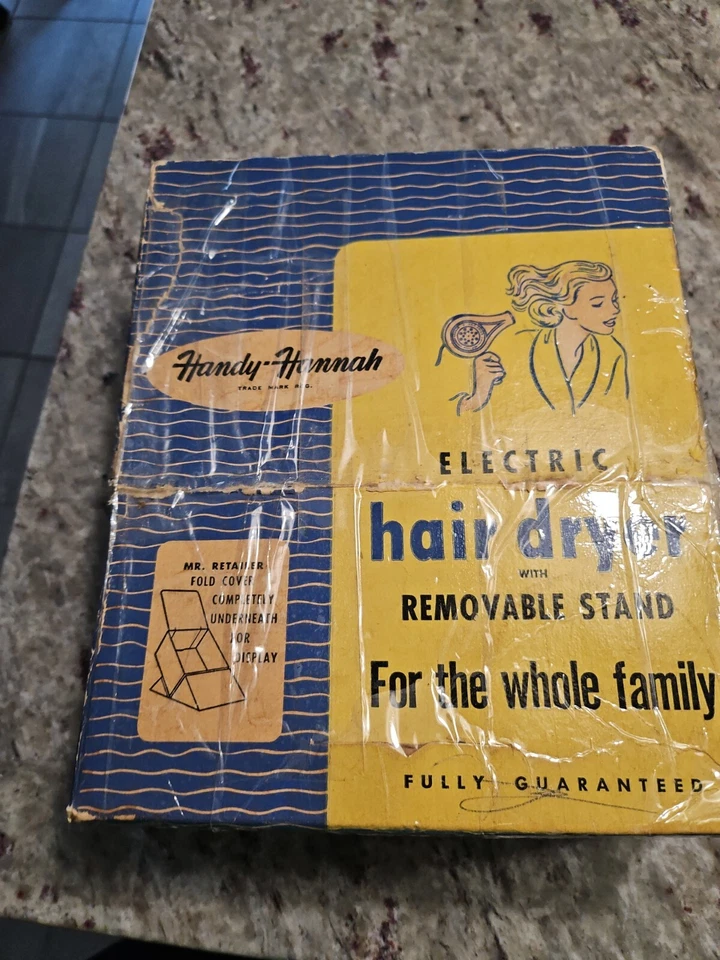 Handy-Hannah
TRADE MARK REG.
ELECTRIC
hair dryer
WITH
REMOVABLE STAND
For the whole family
FULLY GUARANTEED
MR. RETAILER
FOLD COVER
COMPLETELY
UNDERNEATH
FOR
DISPLAY